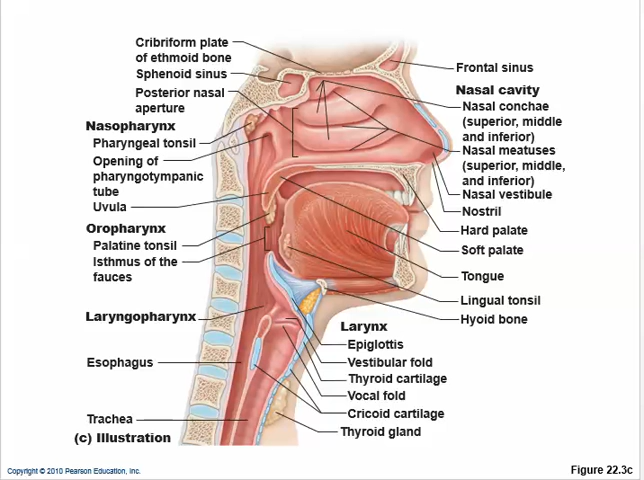 Cribriform plate
of ethmoid bone
Sphenoid sinus
Posterior nasal
aperture
Nasopharynx
Pharyngeal tonsil
Opening of
pharyngotympanic
tube
Uvula
Oropharynx
Palatine tonsil
Isthmus of the
fauces
Laryngopharynx
Esophagus
Trachea
(c) Illustration
Frontal sinus
Nasal cavity
Nasal conchae
(superior, middle
and inferior)
Nasal meatuses
(superior, middle,
and inferior)
Nasal vestibule
Nostril
Hard palate
Soft palate
Tongue
Lingual tonsil
Hyoid bone
Larynx
Epiglottis
Vestibular fold
Thyroid cartilage
Vocal fold
Cricoid cartilage
Thyroid gland
Copyright © 2010 Pearson Education, Inc.
Figure 22.3c